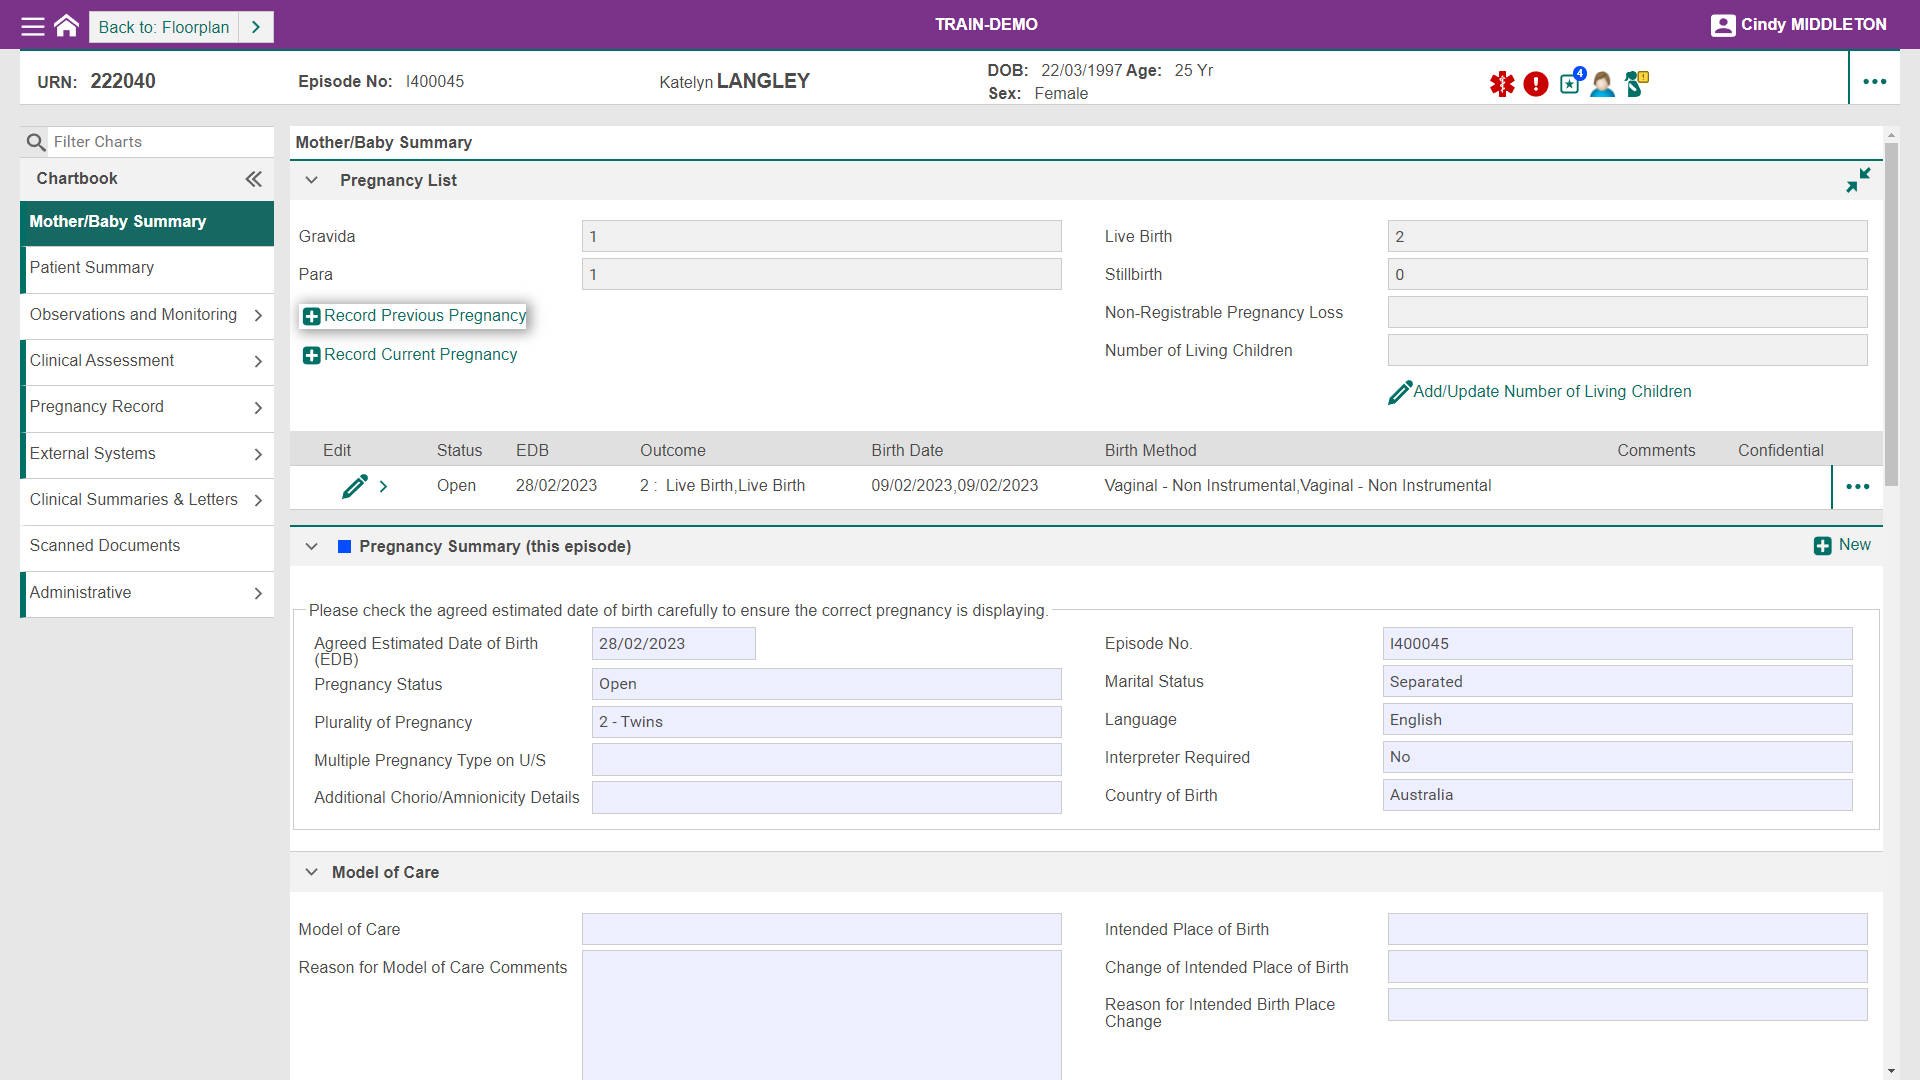 Back to: Floorplan
TRAIN-DEMO
Cindy MIDDLETON
URN: 222040
Episode No: I400045
Katelyn LANGLEY
DOB: 22/03/1997 Age: 25 Yr
Sex: Female
4
Filter Charts
Chartbook
Mother/Baby Summary
Patient Summary
Observations and Monitoring
Clinical Assessment
Pregnancy Record
External Systems
Clinical Summaries & Letters
Scanned Documents
Administrative
Mother/Baby Summary
Pregnancy List
Gravida 1
Para 1
Record Previous Pregnancy
Record Current Pregnancy
Live Birth 2
Stillbirth 0
Non-Registrable Pregnancy Loss
Number of Living Children
Add/Update Number of Living Children
Edit Status EDB Outcome Birth Date Birth Method Comments Confidential
Open 28/02/2023 2 : Live Birth,Live Birth 09/02/2023,09/02/2023 Vaginal - Non Instrumental,Vaginal - Non Instrumental
Pregnancy Summary (this episode)
New
Please check the agreed estimated date of birth carefully to ensure the correct pregnancy is displaying.
Agreed Estimated Date of Birth
(EDB)
28/02/2023
Pregnancy Status Open
Plurality of Pregnancy 2 - Twins
Multiple Pregnancy Type on U/S
Additional Chorio/Amnionicity Details
Episode No. I400045
Marital Status Separated
Language English
Interpreter Required No
Country of Birth Australia
Model of Care
Model of Care
Reason for Model of Care Comments
Intended Place of Birth
Change of Intended Place of Birth
Reason for Intended Birth Place
Change